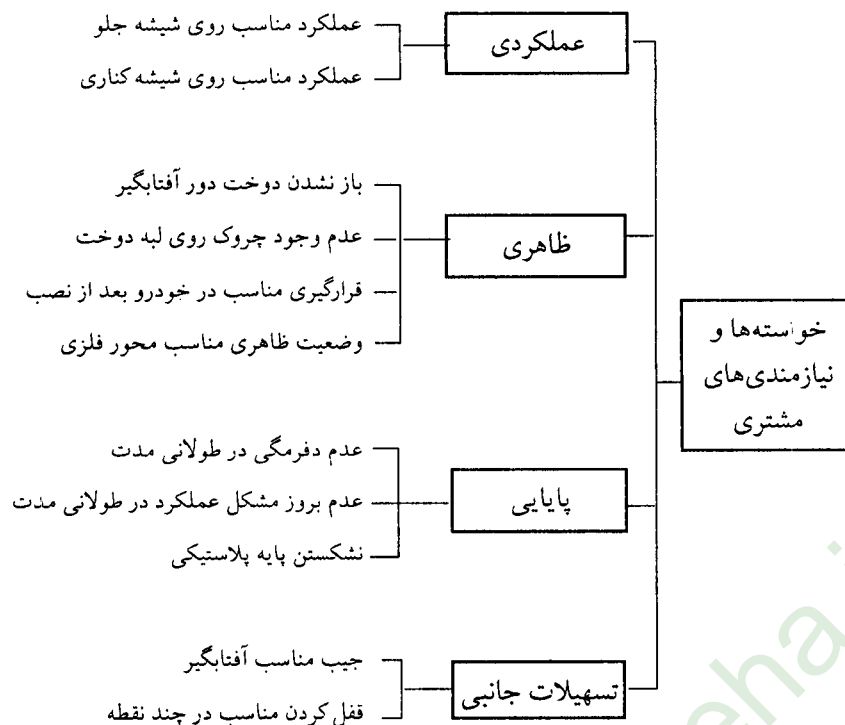 خواسته‌ها و
نیازمندی‌های
مشتری
عملکردی
عملکرد مناسب روی شیشه جلو
عملکرد مناسب روی شیشه کناری
ظاهری
باز نشدن دوخت دور آفتابگیر
عدم وجود چروک روی لبه دوخت
قرارگیری مناسب در خودرو بعد از نصب
وضعیت ظاهری مناسب محور فلزی
پایایی
عدم دفرمگی در طولانی مدت
عدم بروز مشکل عملکرد در طولانی مدت
نشکستن پایه پلاستیکی
تسهیلات جانبی
جیب مناسب آفتابگیر
قفل کردن مناسب در چند نقطه